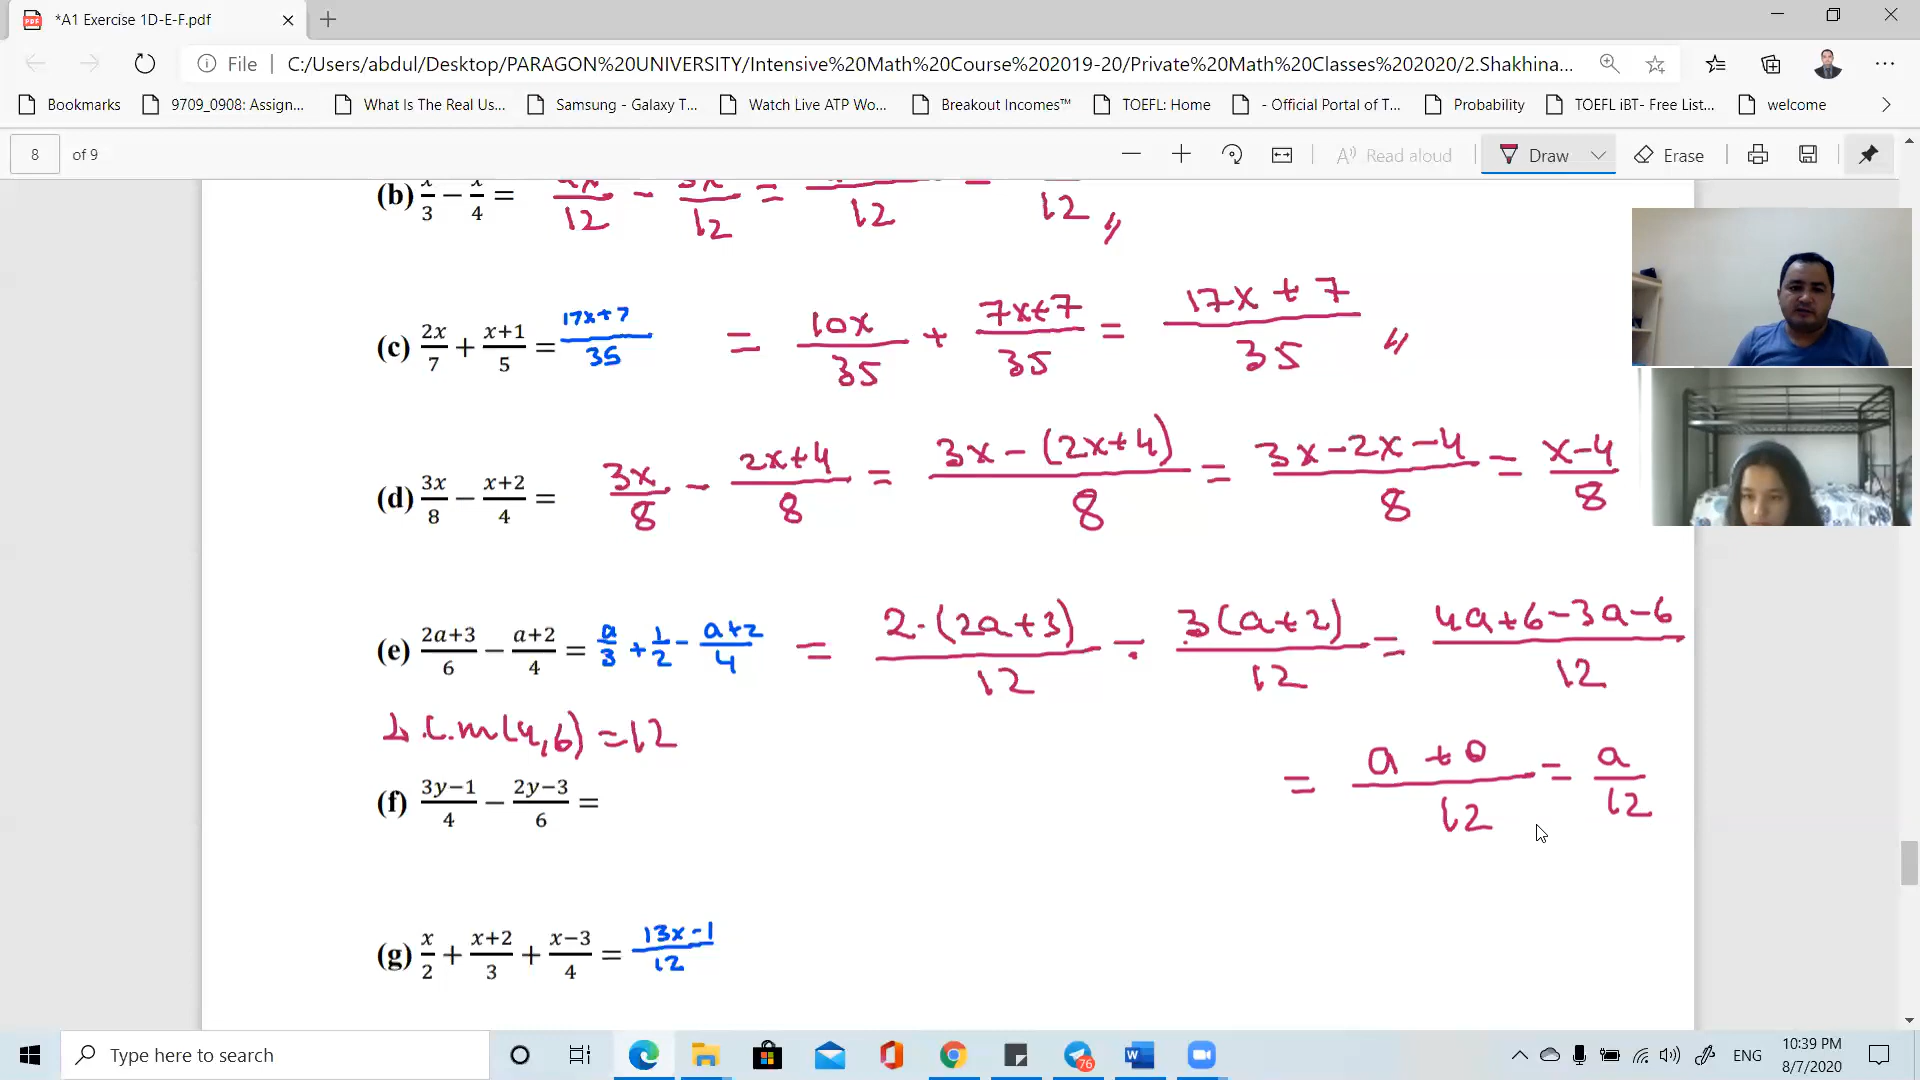 *A1 Exercise 1D-E-F.pdf
File C:/Users/abdul/Desktop/PARAGON%20UNIVERSITY/Intensive%20Math%20Course%202019-20/Private%20Math%20Classes%202020/2.Shakhina...
Bookmarks 9709_0908: Assign... What Is The Real Us... Samsung - Galaxy T... Watch Live ATP Wo... Breakout Incomes™ TOEFL: Home - Official Portal of T... Probability TOEFL iBT- Free List... welcome
8 of 9 Read aloud Draw Erase
(b) x/3 − x/4 = /12 − /12 = /12 = /12
(c) 2x/7 + (x+1)/5 = (17x+7)/35 = 10x/35 + (7x+7)/35 = (17x+7)/35
(d) 3x/8 − (x+2)/4 = 3x/8 − (2x+4)/8 = (3x−(2x+4))/8 = (3x−2x−4)/8 = (x−4)/8
(e) (2a+3)/6 − (a+2)/4 = a/3 + 1/2 − (a+2)/4 = 2·(2a+3)/12 − 3(a+2)/12 = (4a+6−3a−6)/12
L.C.M(4,6) = 12
= (a+0)/12 = a/12
(f) (3y−1)/4 − (2y−3)/6 =
(g) x/2 + (x+2)/3 + (x−3)/4 = (13x−1)/12
Type here to search
76
ENG
10:39 PM
8/7/2020